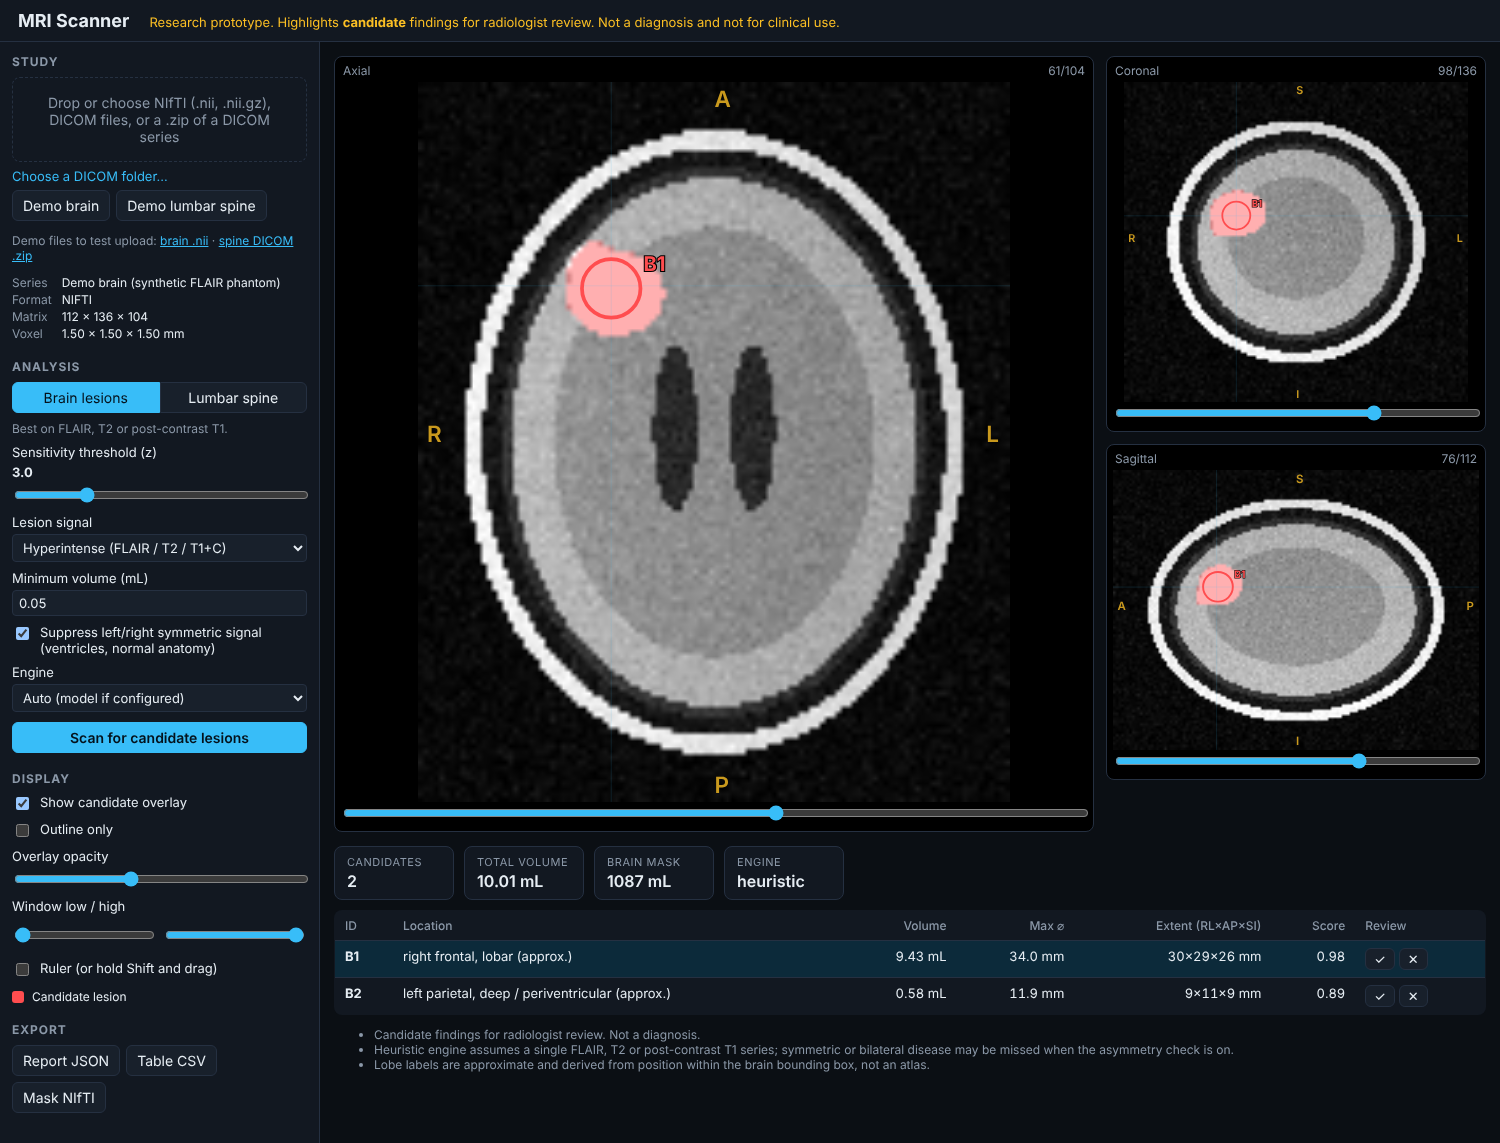 MRI Scanner
Research prototype. Highlights candidate findings for radiologist review. Not a diagnosis and not for clinical use.
STUDY
Drop or choose NIfTI (.nii, .nii.gz),
DICOM files, or a .zip of a DICOM
series
Choose a DICOM folder...
Demo brain
Demo lumbar spine
Demo files to test upload: brain .nii · spine DICOM
.zip
Series Demo brain (synthetic FLAIR phantom)
Format NIFTI
Matrix 112 × 136 × 104
Voxel 1.50 × 1.50 × 1.50 mm
ANALYSIS
Brain lesions
Lumbar spine
Best on FLAIR, T2 or post-contrast T1.
Sensitivity threshold (z)
3.0
Lesion signal
Hyperintense (FLAIR / T2 / T1+C)
Minimum volume (mL)
0.05
Suppress left/right symmetric signal
(ventricles, normal anatomy)
Engine
Auto (model if configured)
Scan for candidate lesions
DISPLAY
Show candidate overlay
Outline only
Overlay opacity
Window low / high
Ruler (or hold Shift and drag)
Candidate lesion
EXPORT
Report JSON
Table CSV
Mask NIfTI
Axial 61/104
A
B1
R L
P
Coronal 98/136
S
B1
R L
I
Sagittal 76/112
S
B1
A P
I
CANDIDATES
2
TOTAL VOLUME
10.01 mL
BRAIN MASK
1087 mL
ENGINE
heuristic
ID Location Volume Max ⌀ Extent (RL×AP×SI) Score Review
B1 right frontal, lobar (approx.) 9.43 mL 34.0 mm 30×29×26 mm 0.98 ✓ ✕
B2 left parietal, deep / periventricular (approx.) 0.58 mL 11.9 mm 9×11×9 mm 0.89 ✓ ✕
• Candidate findings for radiologist review. Not a diagnosis.
• Heuristic engine assumes a single FLAIR, T2 or post-contrast T1 series; symmetric or bilateral disease may be missed when the asymmetry check is on.
• Lobe labels are approximate and derived from position within the brain bounding box, not an atlas.